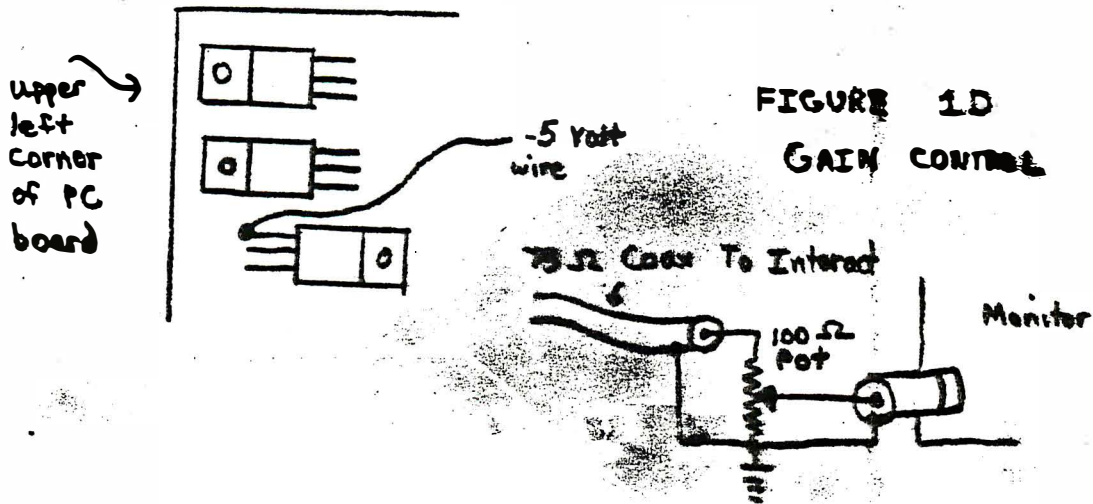 upper
left
corner
of PC
board
-5 Volt
wire
FIGURE 1D
GAIN CONTROL
75 Ω Coax To Interact
100 Ω
Pot
Monitor